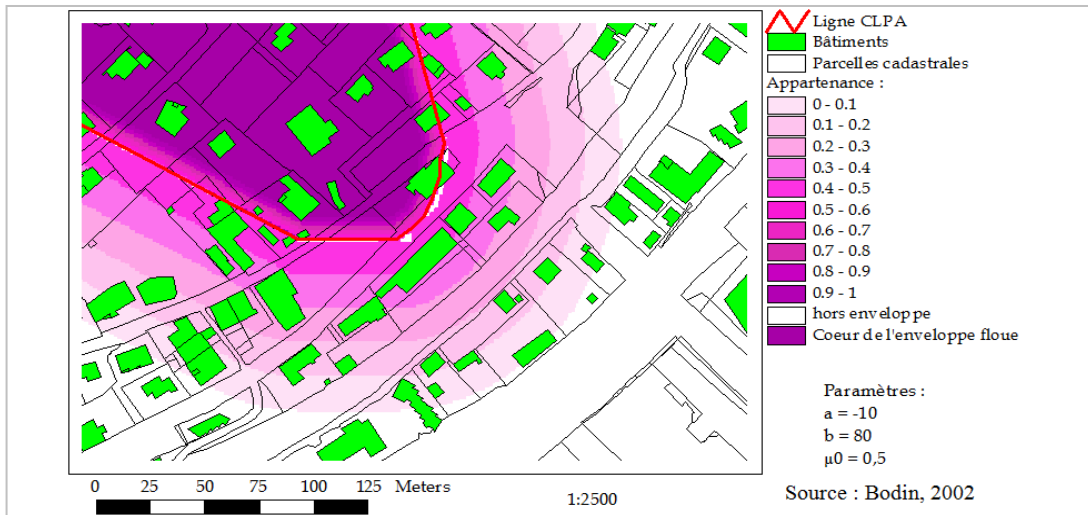 Ligne CLPA
Bâtiments
Parcelles cadastrales
Appartenance :
0 - 0.1
0.1 - 0.2
0.2 - 0.3
0.3 - 0.4
0.4 - 0.5
0.5 - 0.6
0.6 - 0.7
0.7 - 0.8
0.8 - 0.9
0.9 - 1
hors enveloppe
Coeur de l'enveloppe floue
Paramètres :
a = -10
b = 80
µ0 = 0,5
0 25 50 75 100 125 Meters
1:2500
Source : Bodin, 2002